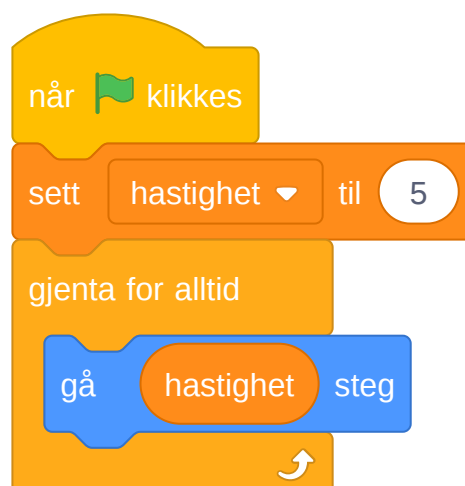 når klikkes
sett hastighet til 5
gjenta for alltid
gå hastighet steg